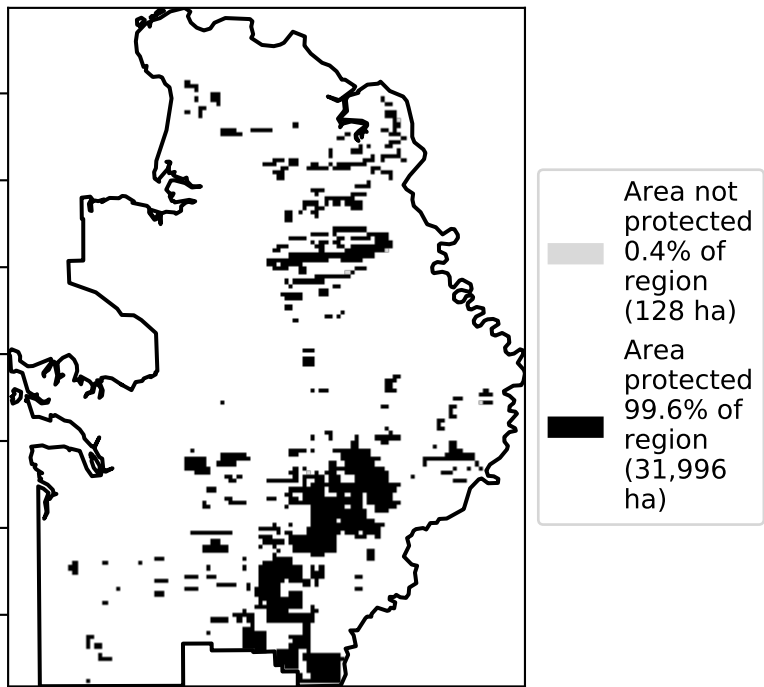 Area not
protected
0.4% of
region
(128 ha)
Area
protected
99.6% of
region
(31,996
ha)